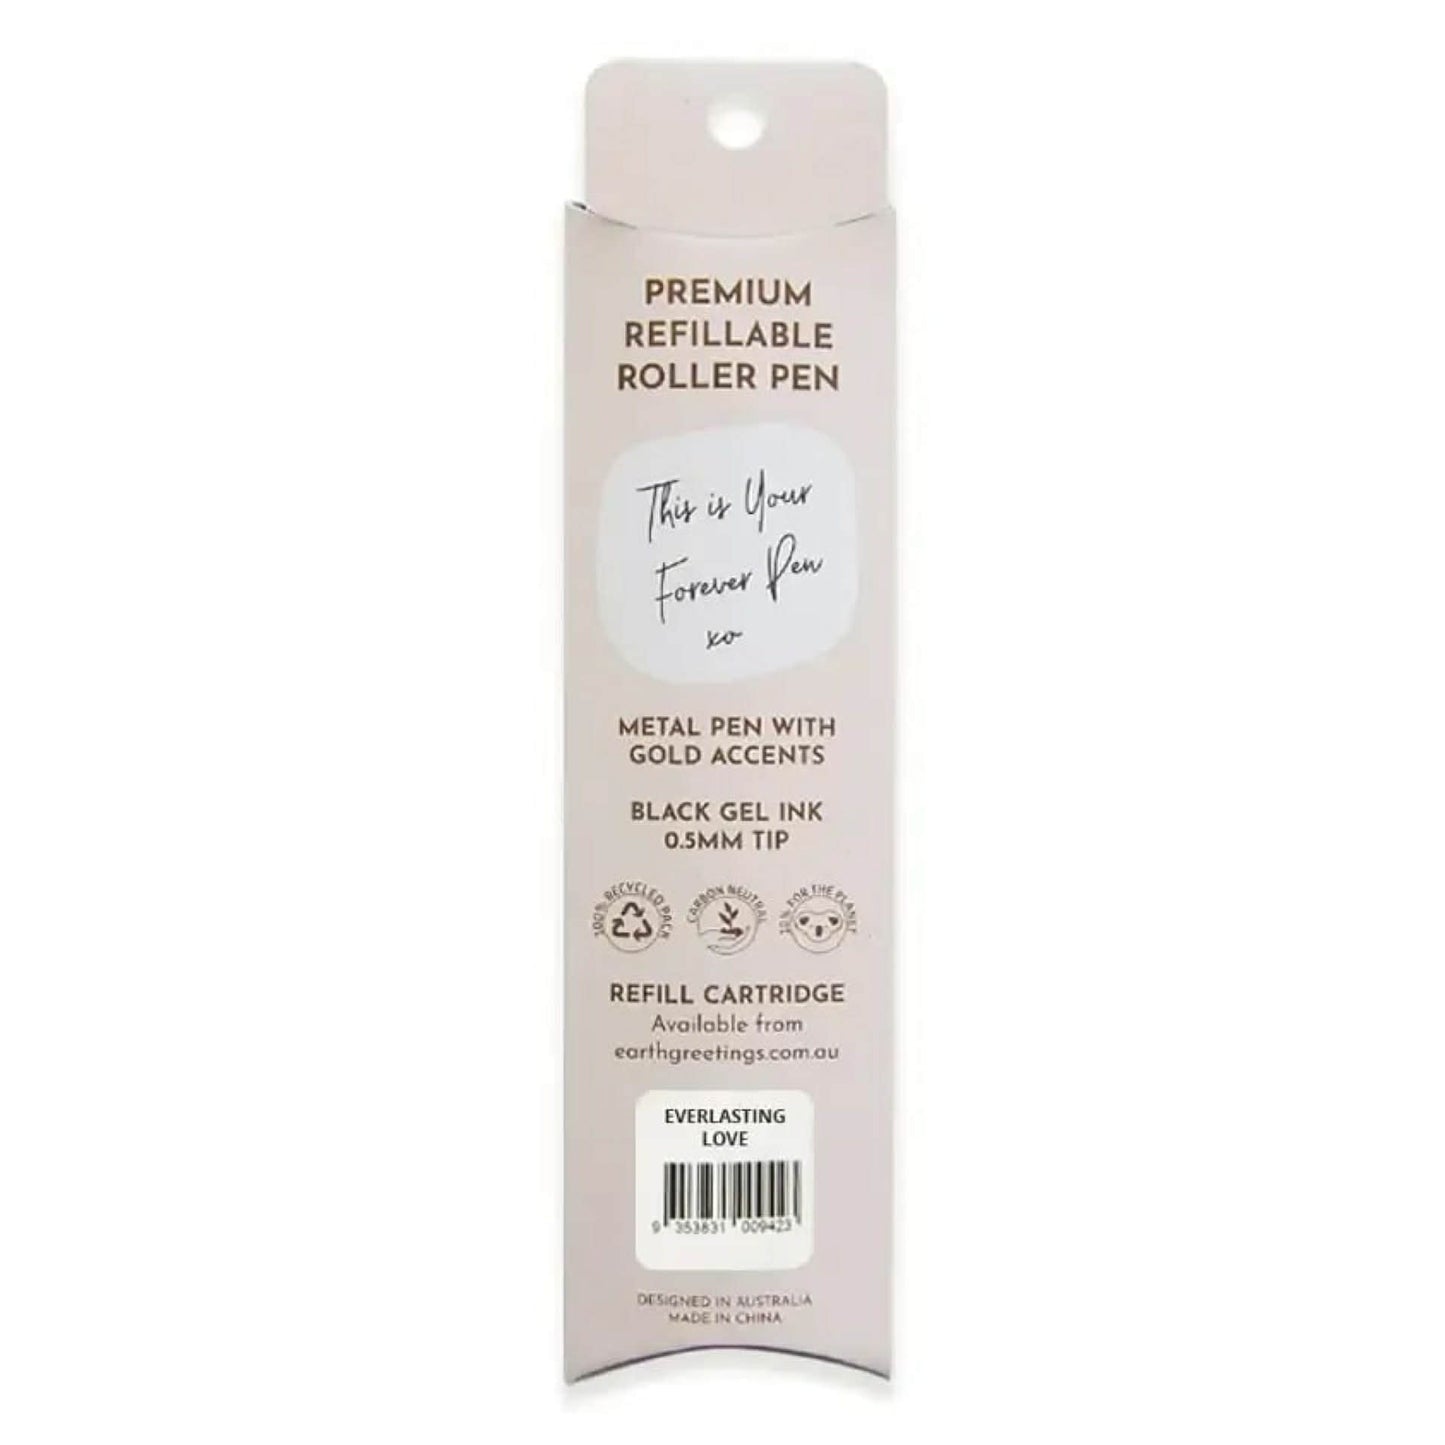 PREMIUM
REFILLABLE
ROLLER PEN
This is Your
Forever Pen
xo
METAL PEN WITH
GOLD ACCENTS
BLACK GEL INK
0.5MM TIP
100% RECYCLED PACK
CARBON NEUTRAL
10% FOR THE PLANET
REFILL CARTRIDGE
Available from
earthgreetings.com.au
EVERLASTING
LOVE
9 353831 009423
DESIGNED IN AUSTRALIA
MADE IN CHINA